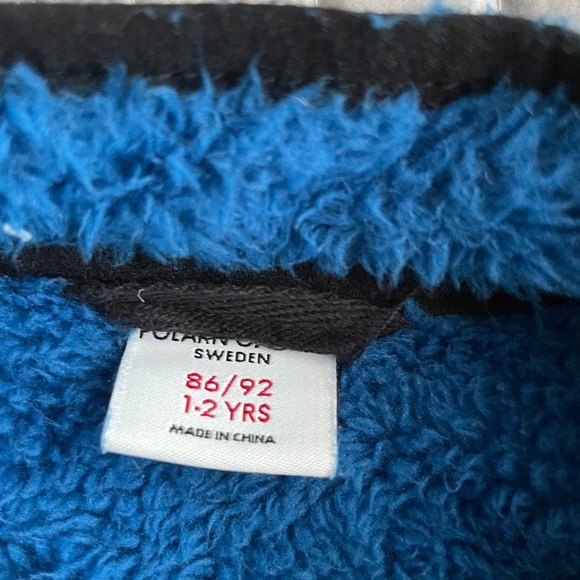 POLARN
SWEDEN
86/92
1-2 YRS
MADE IN CHINA